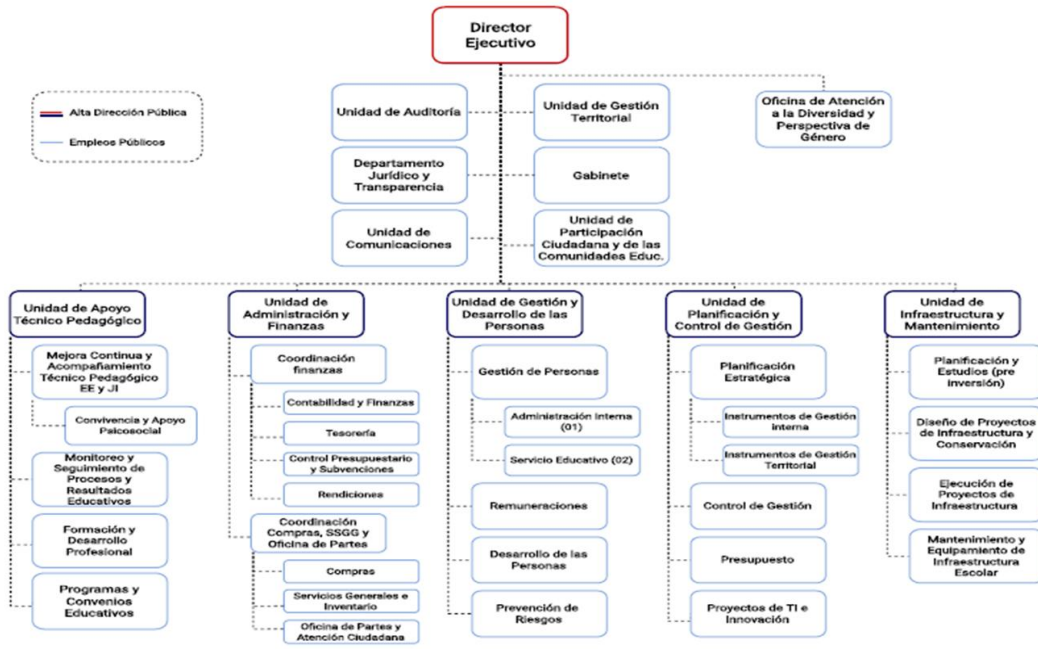 Director
Ejecutivo
Alta Dirección Pública
Empleos Públicos
Unidad de Auditoría
Unidad de Gestión
Territorial
Oficina de Atención
a la Diversidad y
Perspectiva de
Género
Departamento
Jurídico y
Transparencia
Gabinete
Unidad de
Comunicaciones
Unidad de
Participación
Ciudadana y de las
Comunidades Educ.
Unidad de Apoyo
Técnico Pedagógico
Mejora Continua y
Acompañamiento
Técnico Pedagógico
EE y JI
Convivencia y Apoyo
Psicosocial
Monitoreo y
Seguimiento de
Procesos y
Resultados
Educativos
Formación y
Desarrollo
Profesional
Programas y
Convenios
Educativos
Unidad de
Administración y
Finanzas
Coordinación
finanzas
Contabilidad y Finanzas
Tesorería
Control Presupuestario
y Subvenciones
Rendiciones
Coordinación
Compras, SSGG y
Oficina de Partes
Compras
Servicios Generales e
Inventario
Oficina de Partes y
Atención Ciudadana
Unidad de Gestión y
Desarrollo de las
Personas
Gestión de Personas
Administración Interna
(01)
Servicio Educativo (02)
Remuneraciones
Desarrollo de las
Personas
Prevención de
Riesgos
Unidad de
Planificación y
Control de Gestión
Planificación
Estratégica
Instrumentos de Gestión
interna
Instrumentos de Gestión
Territorial
Control de Gestión
Presupuesto
Proyectos de TI e
Innovación
Unidad de
Infraestructura y
Mantenimiento
Planificación y
Estudios (pre
inversión)
Diseño de Proyectos
de Infraestructura y
Conservación
Ejecución de
Proyectos de
Infraestructura
Mantenimiento y
Equipamiento de
Infraestructura
Escolar